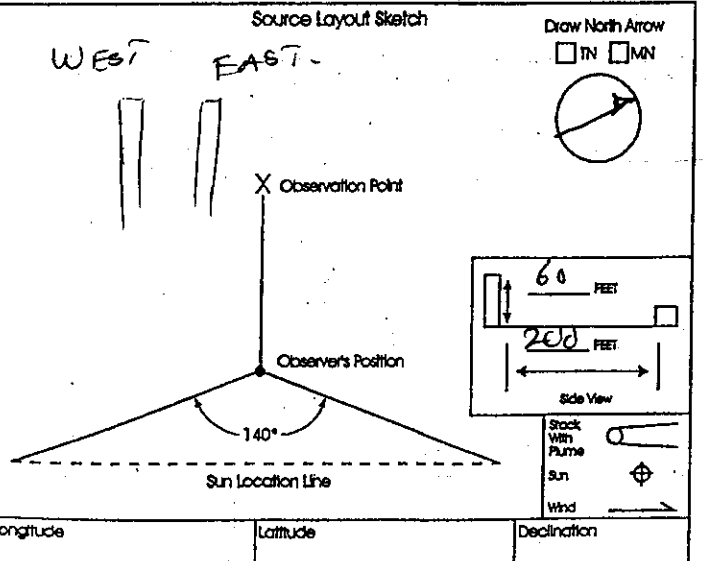 Source Layout Sketch
Draw North Arrow
TN MN
WEST EAST.
X Observation Point
60 FEET
200 FEET
Side View
Observer's Position
140°
Sun Location Line
Stack
With
Plume
Sun
Wind
ongitude Latitude Declination